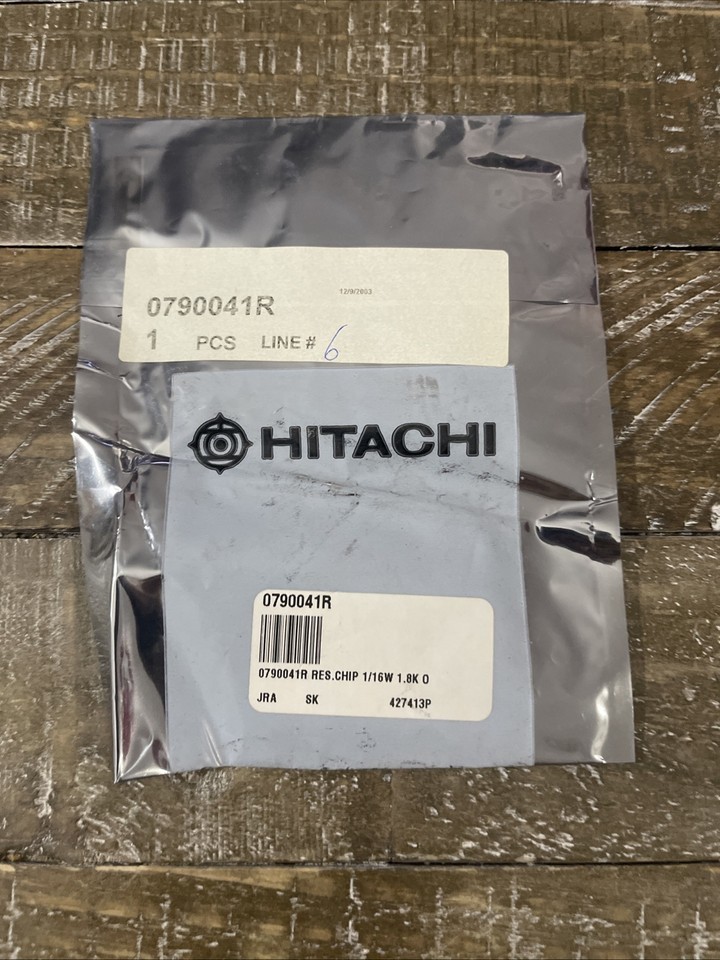 12/9/2003
0790041R
1 PCS LINE # 6
HITACHI
0790041R
0790041R RES.CHIP 1/16W 1.8K O
JRA SK 427413P